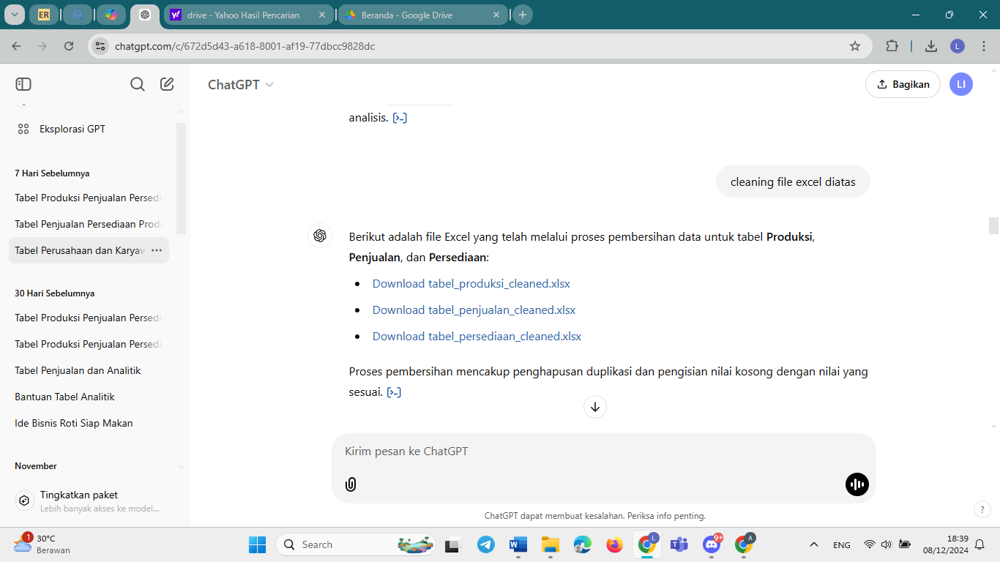 ER
drive - Yahoo Hasil Pencarian
Beranda - Google Drive
chatgpt.com/c/672d5d43-a618-8001-af19-77dbcc9828dc
L
ChatGPT
Bagikan
LI
Eksplorasi GPT
7 Hari Sebelumnya
Tabel Produksi Penjualan Persedi
Tabel Penjualan Persediaan Prod
Tabel Perusahaan dan Karyaw
30 Hari Sebelumnya
Tabel Produksi Penjualan Persedi
Tabel Produksi Penjualan Persedi
Tabel Penjualan dan Analitik
Bantuan Tabel Analitik
Ide Bisnis Roti Siap Makan
November
Tingkatkan paket
Lebih banyak akses ke model...
analisis. [>-]
cleaning file excel diatas
Berikut adalah file Excel yang telah melalui proses pembersihan data untuk tabel Produksi,
Penjualan, dan Persediaan:
• Download tabel_produksi_cleaned.xlsx
• Download tabel_penjualan_cleaned.xlsx
• Download tabel_persediaan_cleaned.xlsx
Proses pembersihan mencakup penghapusan duplikasi dan pengisian nilai kosong dengan nilai yang
sesuai. [>-]
Kirim pesan ke ChatGPT
ChatGPT dapat membuat kesalahan. Periksa info penting.
?
1
30°C
Berawan
Search
L
9+
A
ENG
18:39
08/12/2024